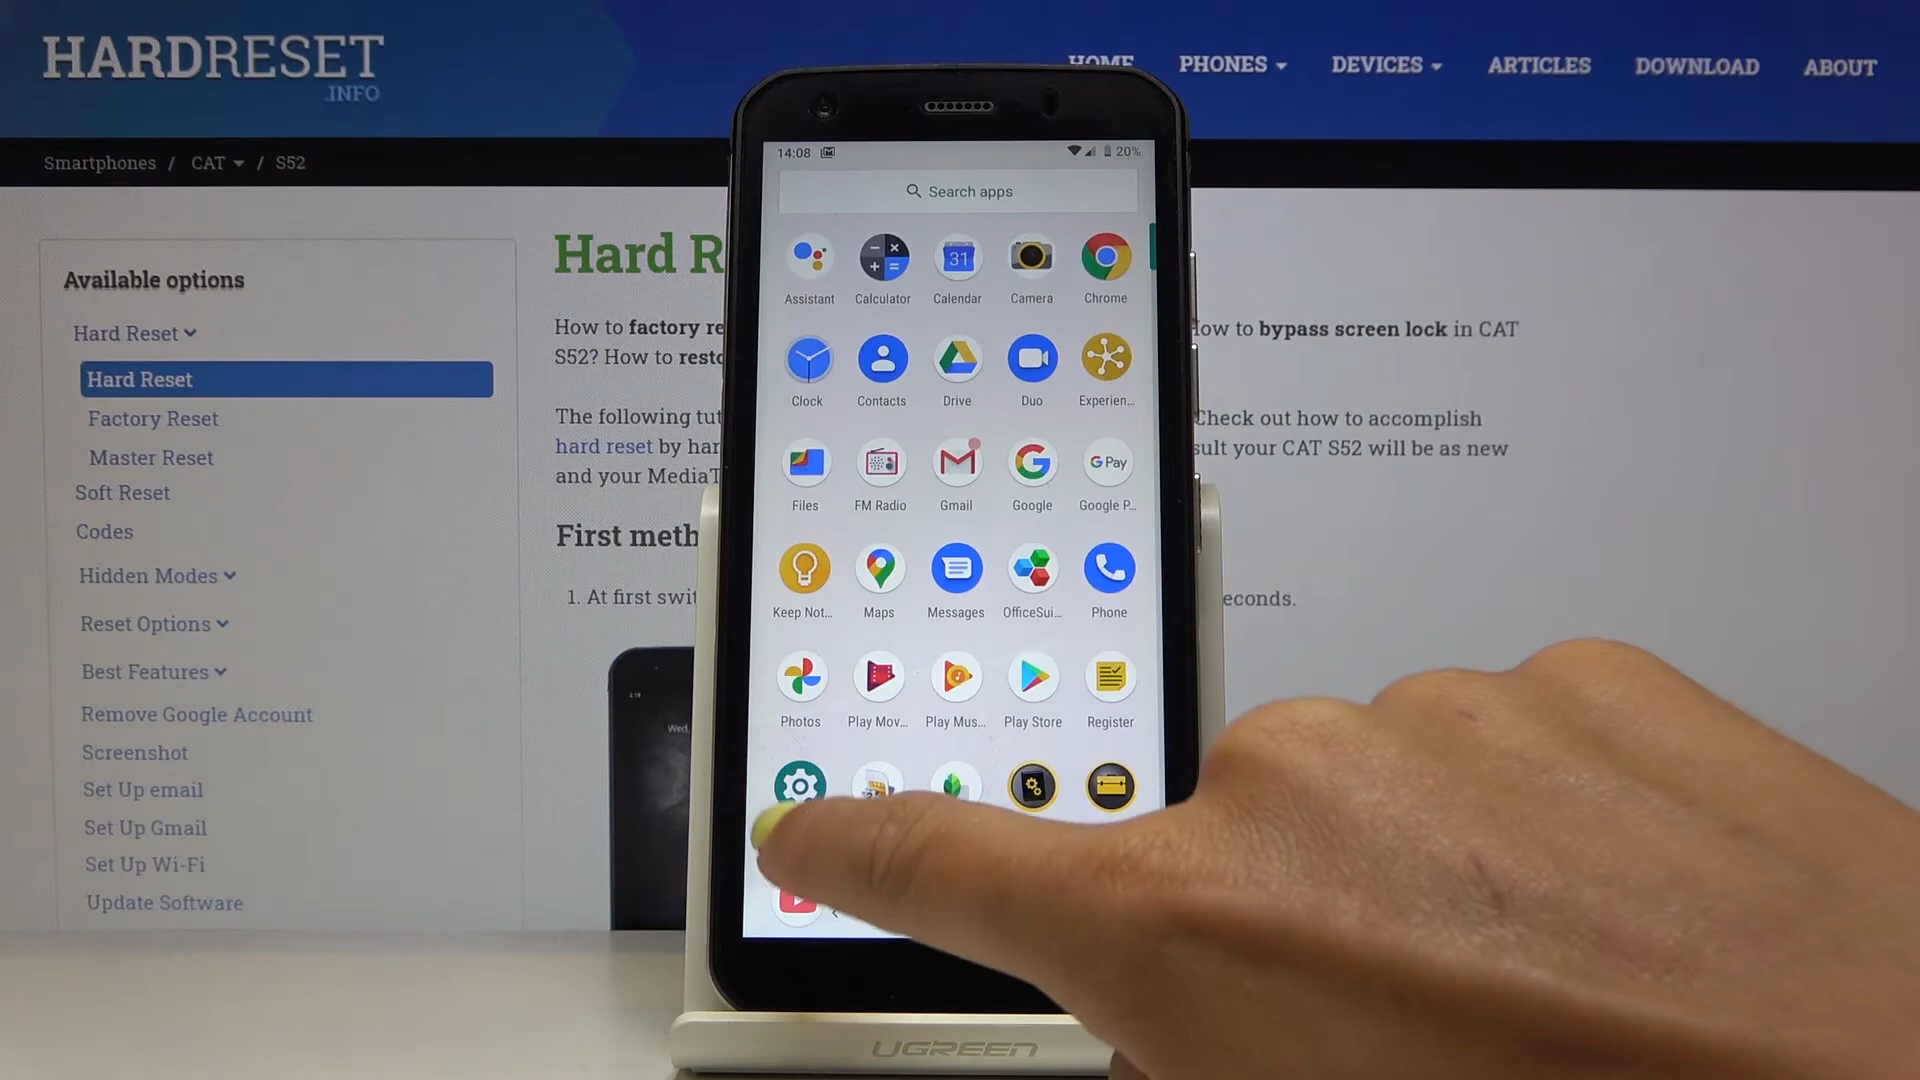 HARDRESET
.INFO
HOME PHONES DEVICES ARTICLES DOWNLOAD ABOUT
Smartphones / CAT / S52
Available options
Hard Reset
Hard Reset
Factory Reset
Master Reset
Soft Reset
Codes
Hidden Modes
Reset Options
Best Features
Remove Google Account
Screenshot
Set Up email
Set Up Gmail
Set Up Wi-Fi
Update Software
Hard R
How to factory re
How to bypass screen lock in CAT
S52? How to resto
The following tut
Check out how to accomplish
hard reset by har
sult your CAT S52 will be as new
and your MediaT
First meth
1. At first swit
econds.
3:19
Wed,
14:08 20%
Search apps
31
Assistant Calculator Calendar Camera Chrome
Clock Contacts Drive Duo Experien...
G Pay
Files FM Radio Gmail Google Google P...
Keep Not... Maps Messages OfficeSui... Phone
Photos Play Mov... Play Mus... Play Store Register
UGREEN